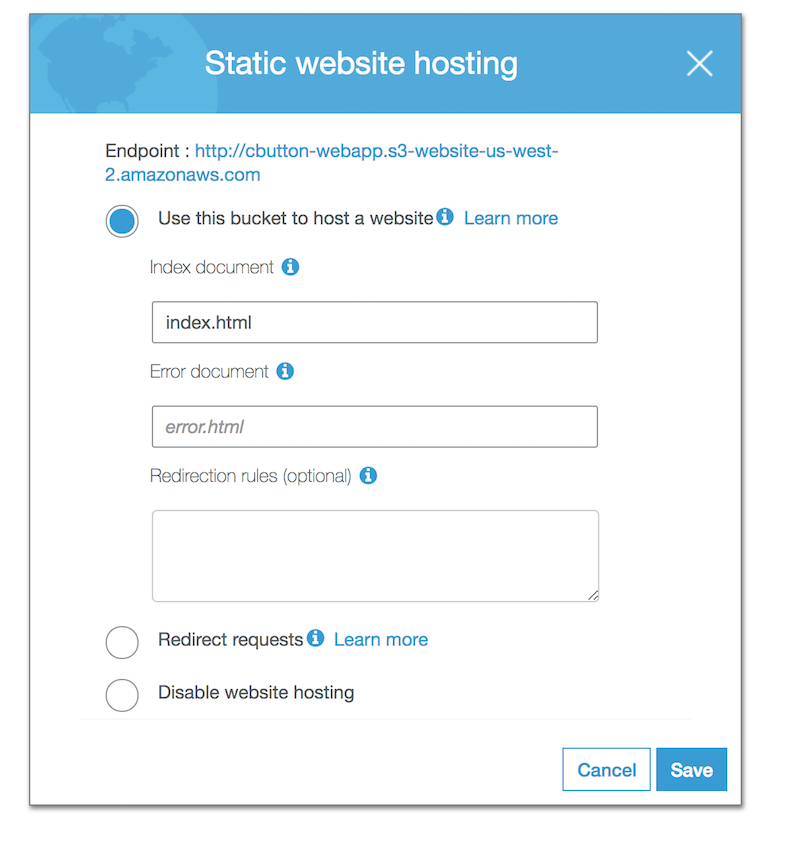 Static website hosting
Endpoint : http://cbutton-webapp.s3-website-us-west-
2.amazonaws.com
Use this bucket to host a website Learn more
Index document
index.html
Error document
error.html
Redirection rules (optional)
Redirect requests Learn more
Disable website hosting
Cancel Save